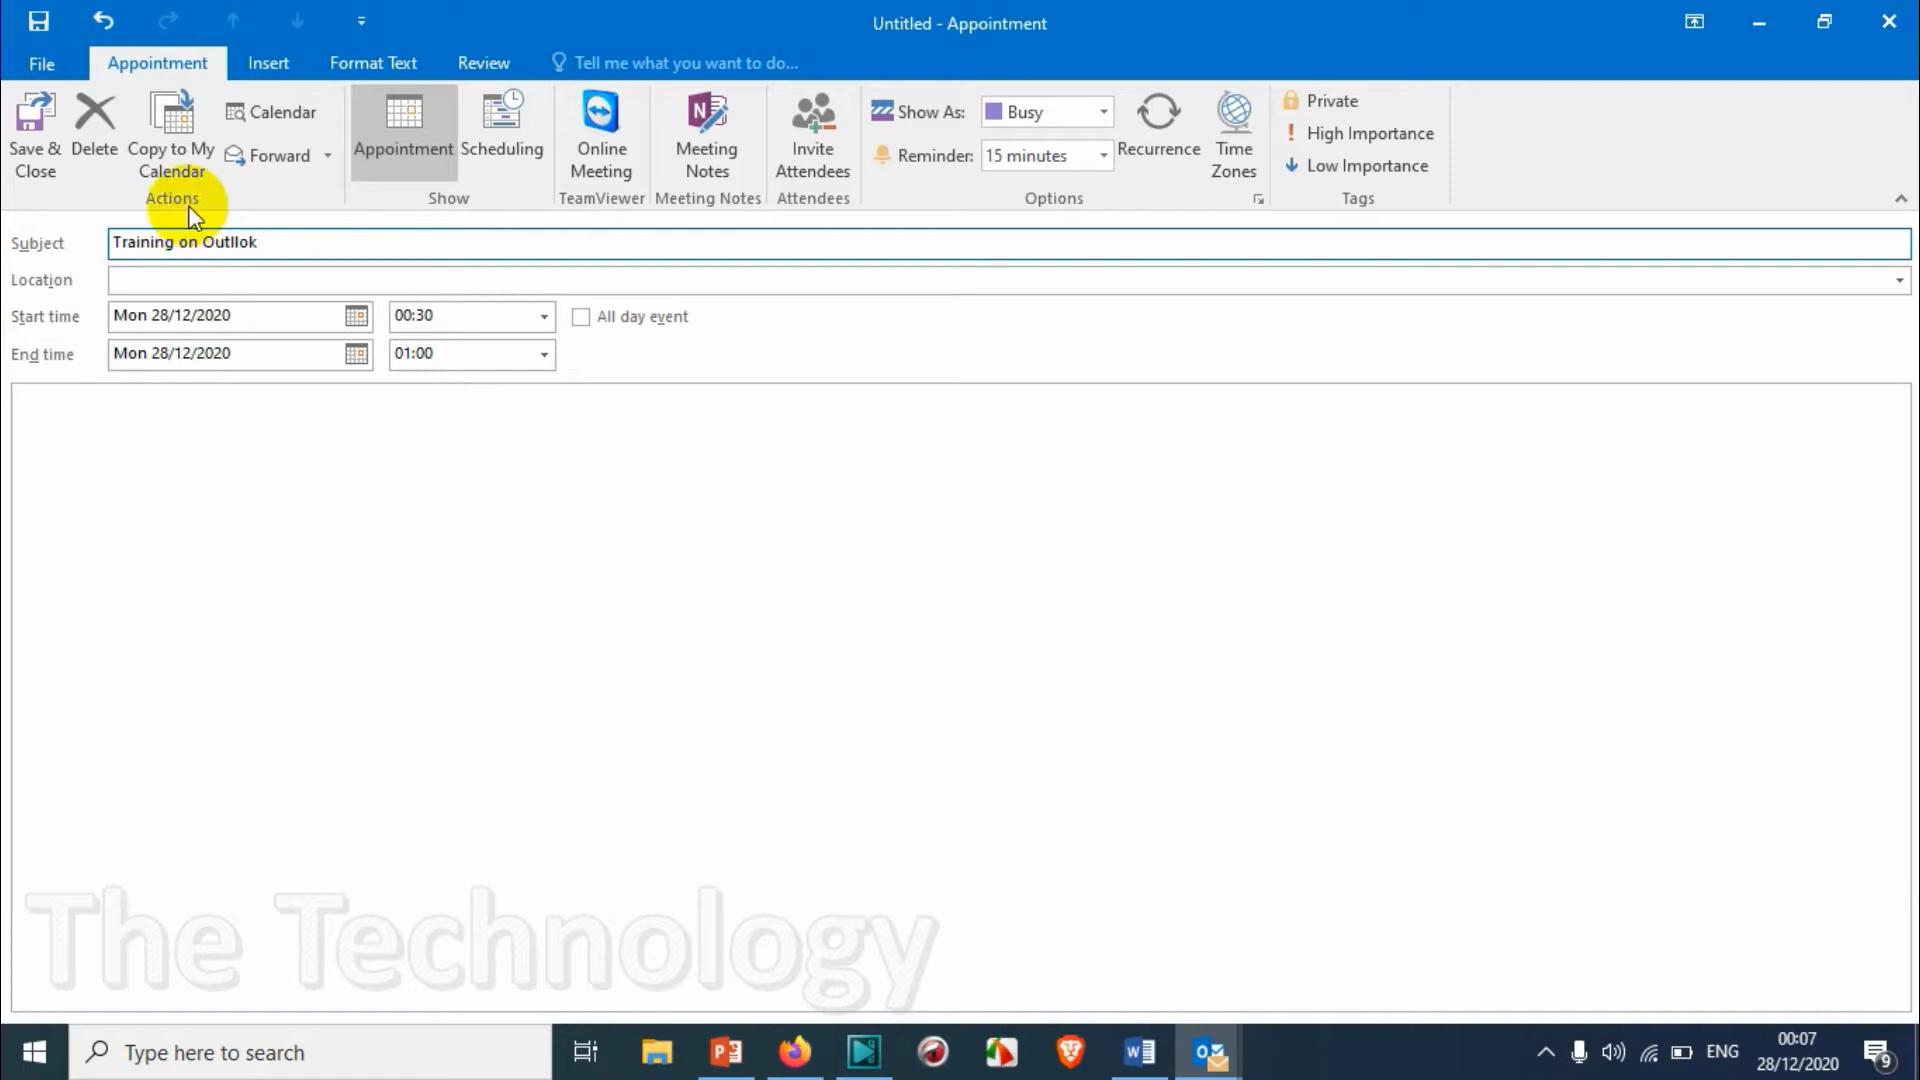 Untitled - Appointment
File Appointment Insert Format Text Review Tell me what you want to do...
Save & Close
Delete
Copy to My Calendar
Calendar
Forward
Actions
Appointment
Scheduling
Show
Online Meeting
TeamViewer
Meeting Notes
Meeting Notes
Invite Attendees
Attendees
Show As: Busy
Reminder: 15 minutes
Recurrence
Time Zones
Options
Private
High Importance
Low Importance
Tags
Subject Training on Outllok
Location
Start time Mon 28/12/2020 00:30 All day event
End time Mon 28/12/2020 01:00
The Technology
Type here to search
ENG
00:07
28/12/2020
9